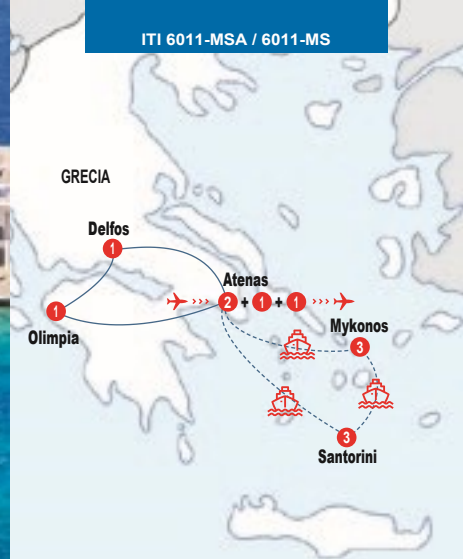 ITI 6011-MSA / 6011-MS
GRECIA
Delfos
1
Atenas
2 + 1 + 1
1
Olimpia
Mykonos
3
3
Santorini